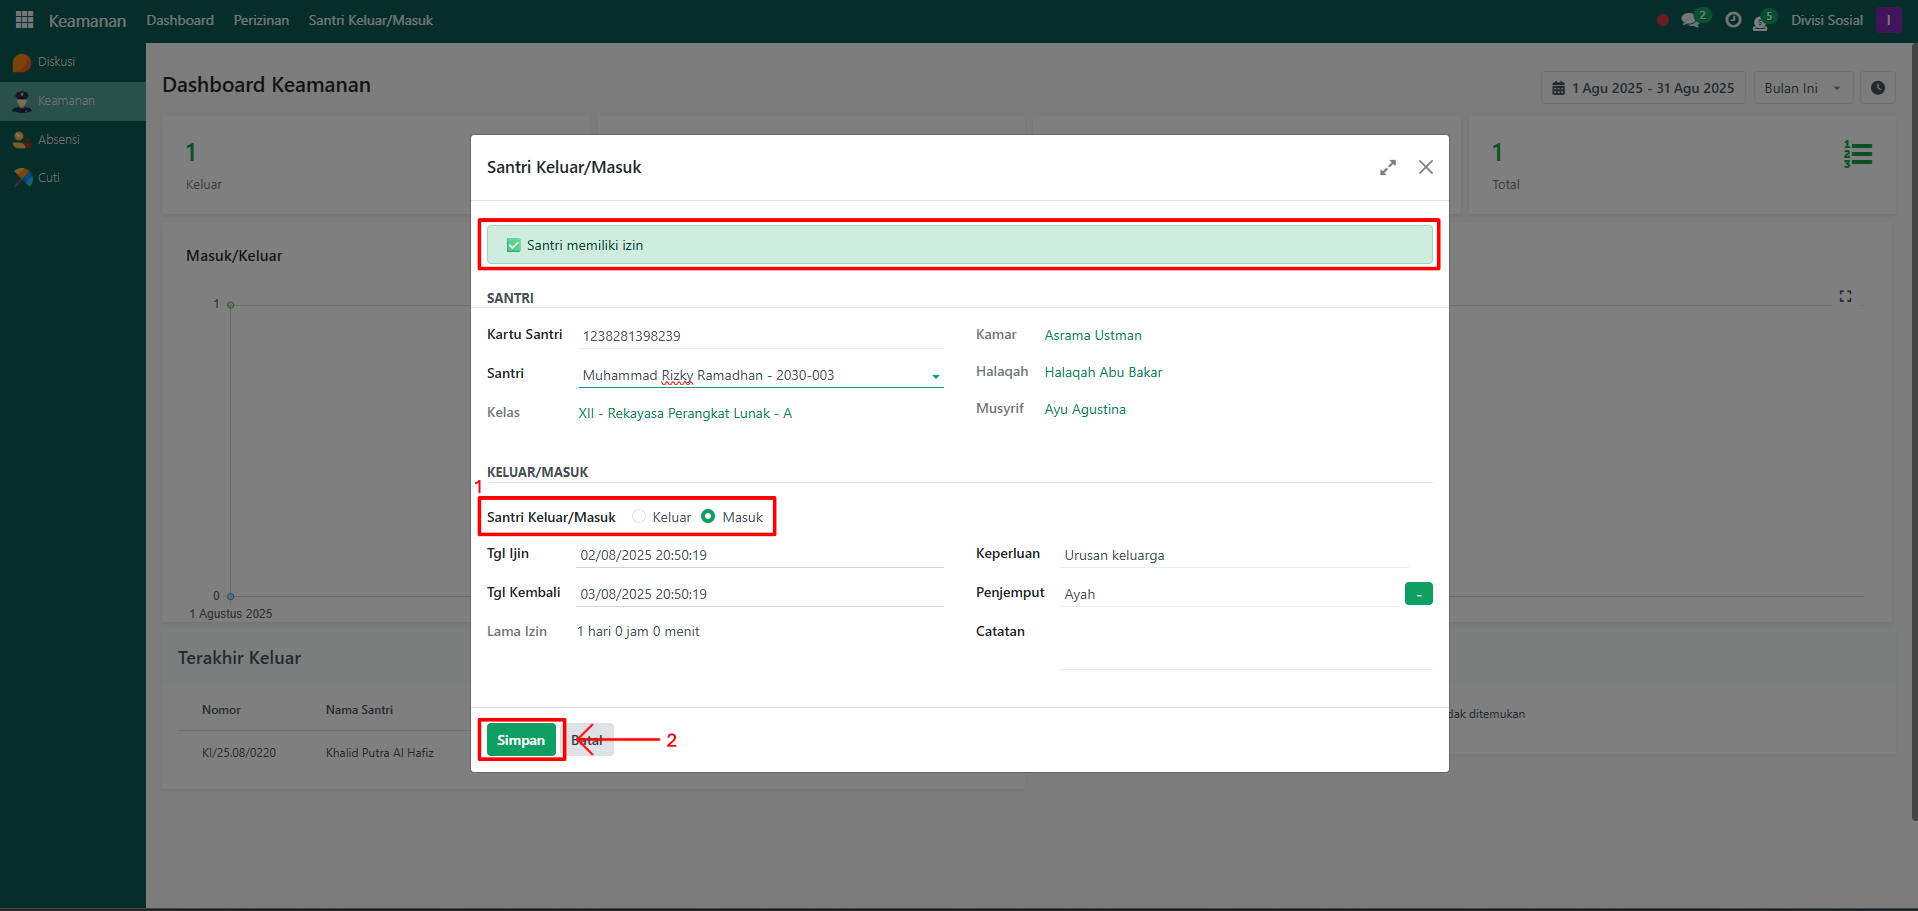 Keamanan Dashboard Perizinan Santri Keluar/Masuk 2 5 Divisi Sosial I
Diskusi
Keamanan
Absensi
Cuti
Dashboard Keamanan
1 Agu 2025 - 31 Agu 2025 Bulan Ini
1
Keluar
1
Total
Masuk/Keluar
1
0
1 Agustus 2025
Terakhir Keluar
Nomor Nama Santri
KI/25.08/0220 Khalid Putra Al Hafiz
ditemukan
Santri Keluar/Masuk
Santri memiliki izin
SANTRI
Kartu Santri 1238281398239
Kamar Asrama Ustman
Santri Muhammad Rizky Ramadhan - 2030-003
Halaqah Halaqah Abu Bakar
Kelas XII - Rekayasa Perangkat Lunak - A
Musyrif Ayu Agustina
KELUAR/MASUK
1
Santri Keluar/Masuk Keluar Masuk
Tgl Ijin 02/08/2025 20:50:19
Keperluan Urusan keluarga
Tgl Kembali 03/08/2025 20:50:19
Penjemput Ayah -
Lama Izin 1 hari 0 jam 0 menit
Catatan
Simpan Batal 2